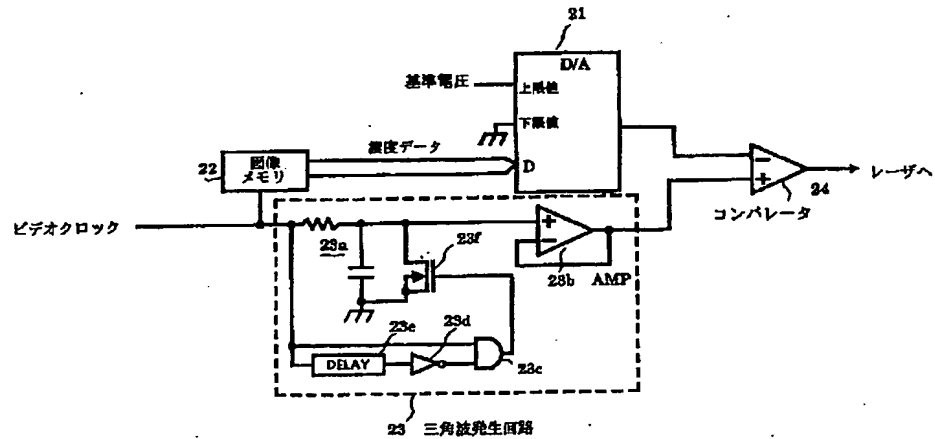 21
D/A
基準電圧
上限値
下限値
濃度データ
D
22
画像
メモリ
24
レーザへ
コンパレータ
ビデオクロック
23a
23f
23b
AMP
23e
23d
DELAY
23c
23 三角波発生回路